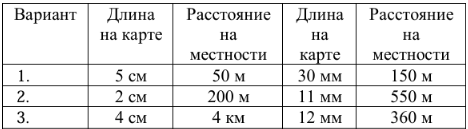 Вариант Длина на карте Расстояние на местности Длина на карте Расстояние на местности
1. 5 см 50 м 30 мм 150 м
2. 2 см 200 м 11 мм 550 м
3. 4 см 4 км 12 мм 360 м